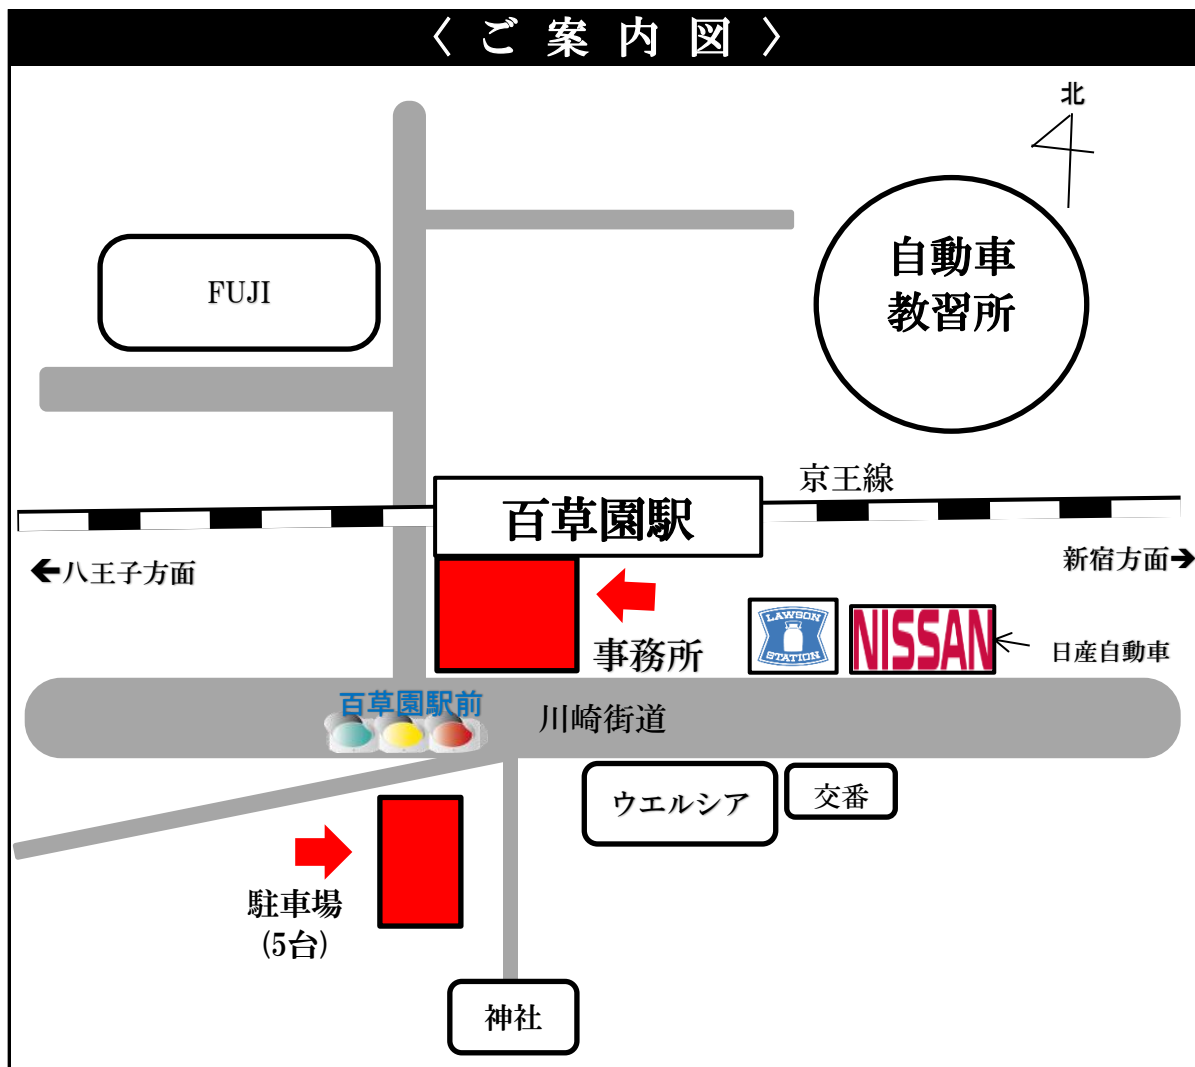 〈 ご 案 内 図 〉
北
自動車
教習所
FUJI
京王線
百草園駅
←八王子方面
新宿方面→
事務所
LAWSON
STATION
NISSAN
日産自動車
百草園駅前
川崎街道
ウエルシア
交番
駐車場
(5台)
神社